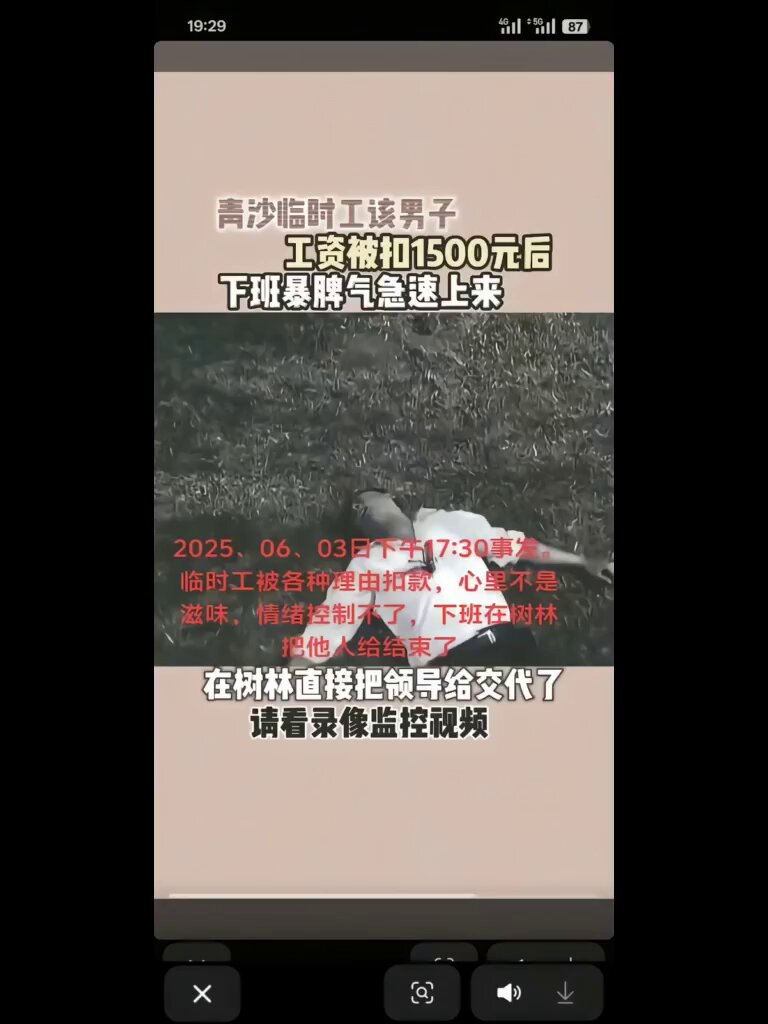 19:29
4G 5G 87
青沙临时工该男子
工资被扣1500元后
下班暴脾气急速上来
2025、06、03日下午17:30事发。
临时工被各种理由扣款，心里不是
滋味，情绪控制不了，下班在树林
把他人给结束了
在树林直接把领导给交代了
请看录像监控视频